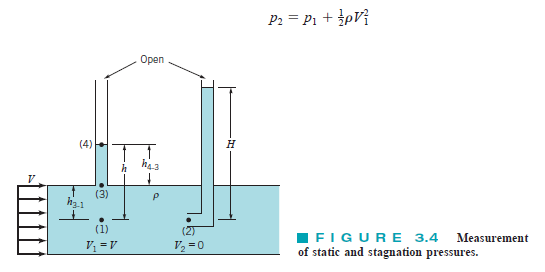 p₂ = p₁ + ½ρV₁²
Open
(4)
H
h
h₄₋₃
V
h₃₋₁
(3)
ρ
(1)
(2)
V₁ = V
V₂ = 0
FIGURE 3.4 Measurement
of static and stagnation pressures.